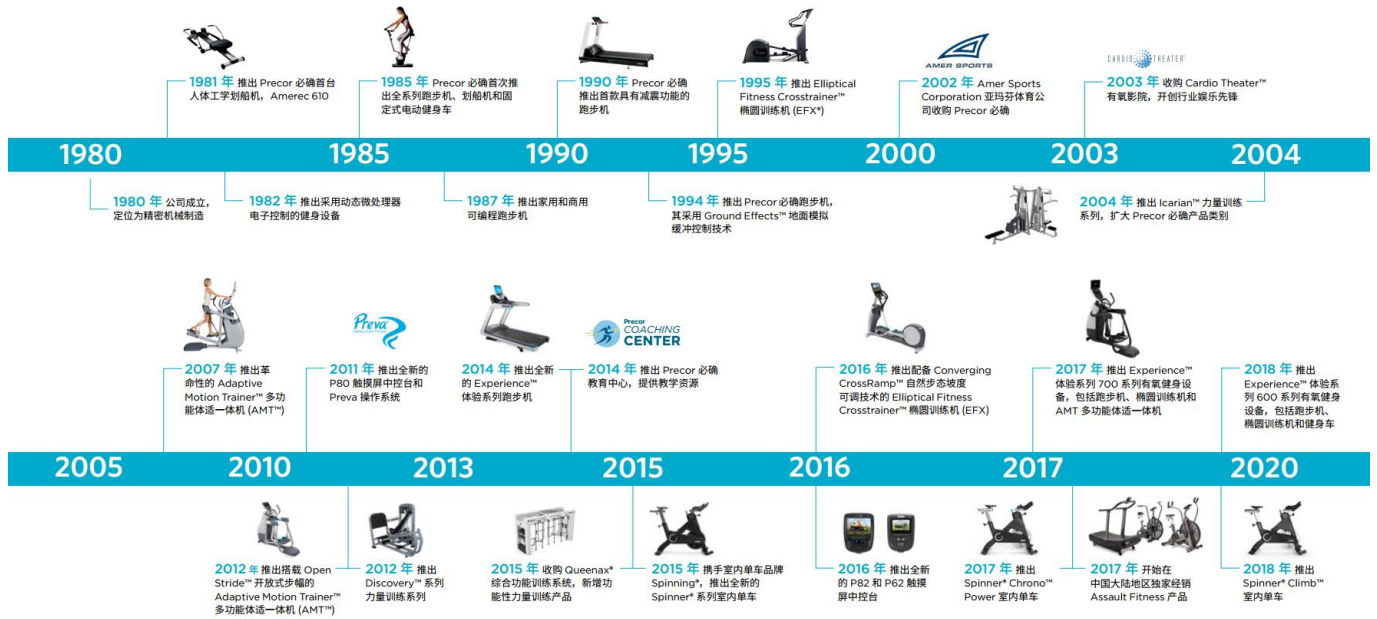 AMER SPORTS
CARDIO THEATER®
1981 年 推出 Precor 必确首台
人体工学划船机，Amerec 610
1985 年 Precor 必确首次推
出全系列跑步机、划船机和固
定式电动健身车
1990 年 Precor 必确
推出首款具有减震功能的
跑步机
1995 年 推出 Elliptical
Fitness Crosstrainer™
椭圆训练机 (EFX®)
2002 年 Amer Sports
Corporation 亚玛芬体育公
司收购 Precor 必确
2003 年 收购 Cardio Theater™
有氧影院，开创行业娱乐先锋
1980 1985 1990 1995 2000 2003 2004
1980 年 公司成立，
定位为精密机械制造
1982 年 推出采用动态微处理器
电子控制的健身设备
1987 年 推出家用和商用
可编程跑步机
1994 年 推出 Precor 必确跑步机，
其采用 Ground Effects™ 地面模拟
缓冲控制技术
2004 年 推出 Icarian™ 力量训练
系列，扩大 Precor 必确产品类别
Preva
Precor
COACHING
CENTER
2007 年 推出革
命性的 Adaptive
Motion Trainer™ 多功
能体适一体机 (AMT™)
2011 年 推出全新的
P80 触摸屏中控台和
Preva 操作系统
2014 年 推出全新
的 Experience™
体验系列跑步机
2014 年 推出 Precor 必确
教育中心，提供教学资源
2016 年 推出配备 Converging
CrossRamp™ 自然步态坡度
可调技术的 Elliptical Fitness
Crosstrainer™ 椭圆训练机 (EFX)
2017 年 推出 Experience™
体验系列 700 系列有氧健身设
备，包括跑步机、椭圆训练机和
AMT 多功能体适一体机
2018 年 推出
Experience™ 体验系
列 600 系列有氧健身
设备，包括跑步机、
椭圆训练机和健身车
2005 2010 2013 2015 2016 2017 2020
2012 年 推出搭载 Open
Stride™ 开放式步幅的
Adaptive Motion Trainer™
多功能体适一体机 (AMT™)
2012 年 推出
Discovery™ 系列
力量训练系列
2015 年 收购 Queenax®
综合功能训练系统，新增功
能性力量训练产品
2015 年 携手室内单车品牌
Spinning®，推出全新的
Spinner® 系列室内单车
2016 年 推出全新
的 P82 和 P62 触摸
屏中控台
2017 年 推出
Spinner® Chrono™
Power 室内单车
2017 年 开始在
中国大陆地区独家经销
Assault Fitness 产品
2018 年 推出
Spinner® Climb™
室内单车